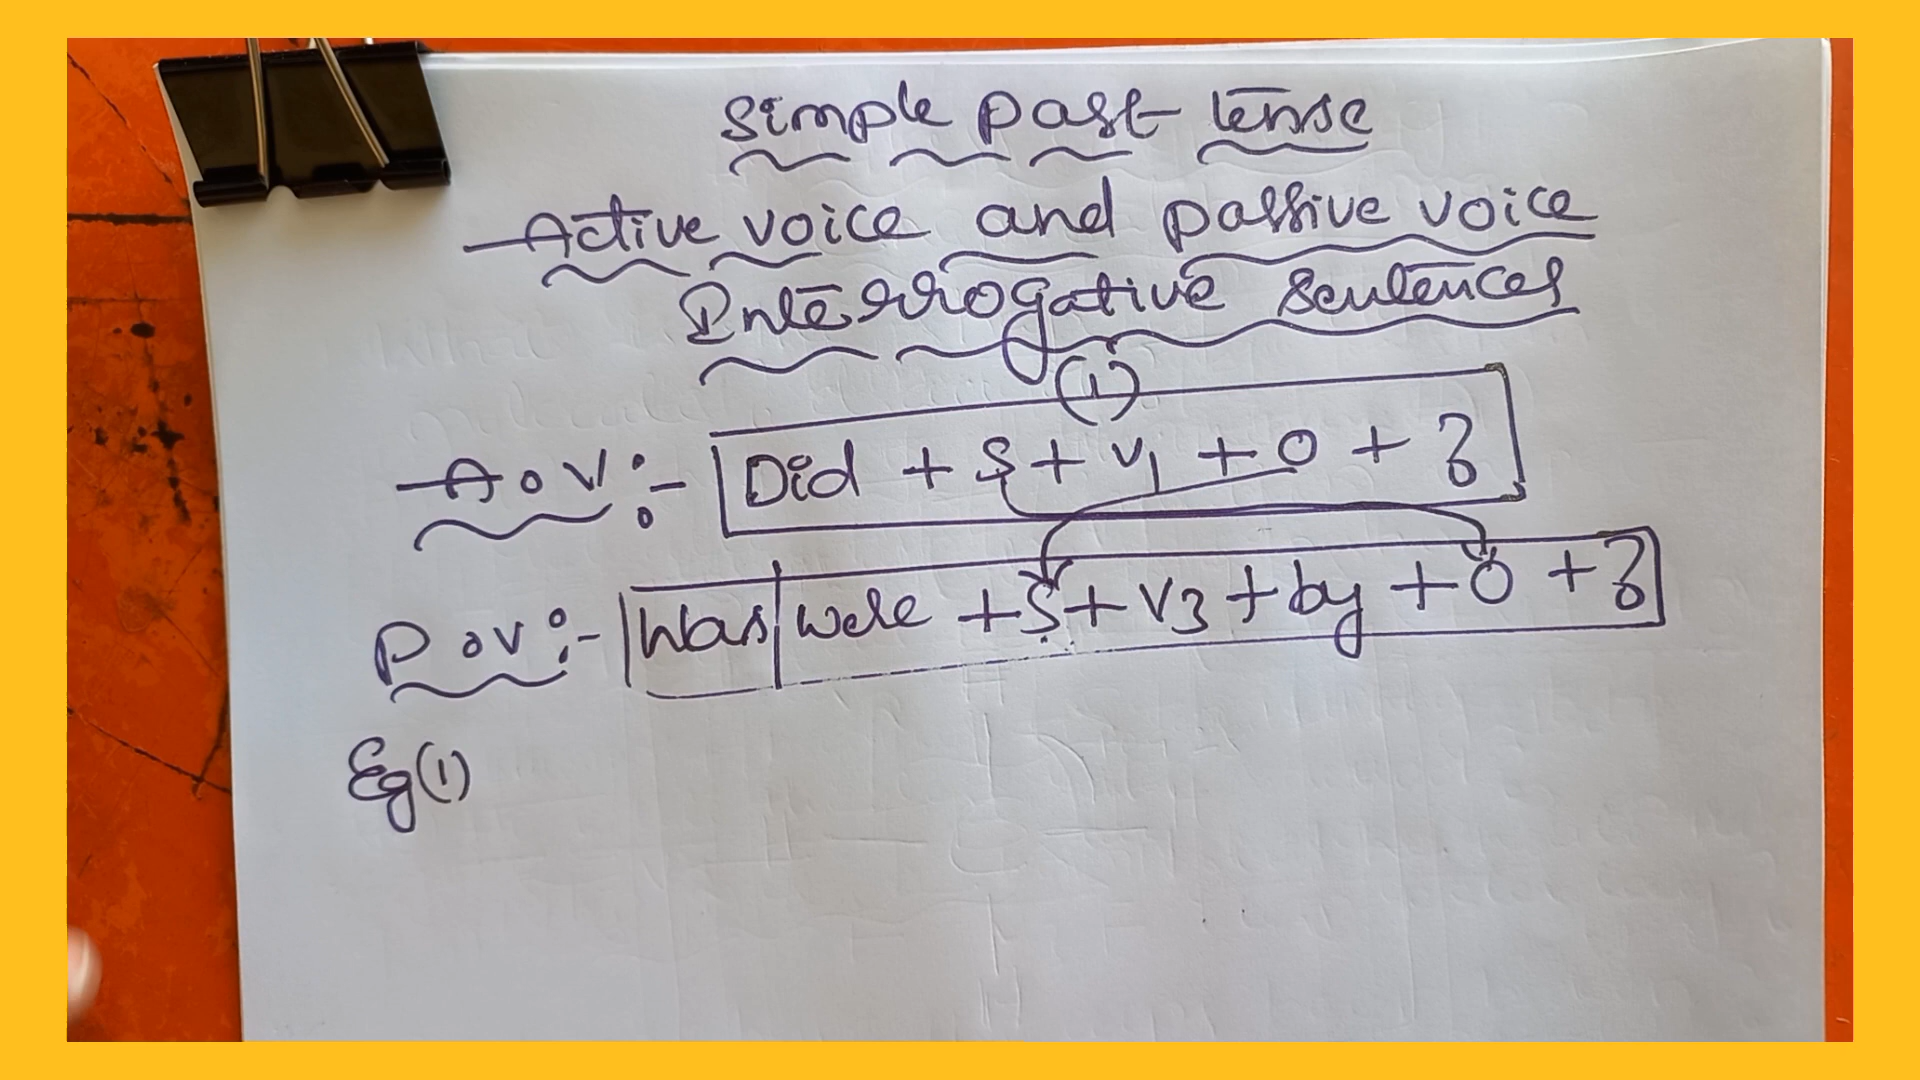 Simple past tense
Active voice and passive voice
Interrogative sentences
(1)
A.V:- Did + S + V1 + O + ?
P.V:- Was/were + S + V3 + by + O + ?
Eg(1)